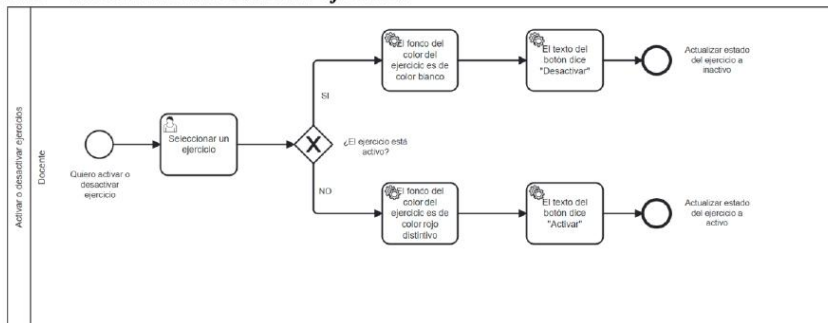 Activar o desactivar ejercicios
Docente
Quiero activar o
desactivar
ejercicio
Seleccionar un
ejercicio
¿El ejercicio está
activo?
SI
El fonco del
color del
ejercicic es de
color bianco
El texto del
botón dice
"Desactivar"
Actualizar estado
del ejercicio a
inactivo
NO
El fonco del
color del
ejercicic es de
color rojo
distintivo
El texto del
botón dice
"Activar"
Actualizar estado
del ejercicio a
activo